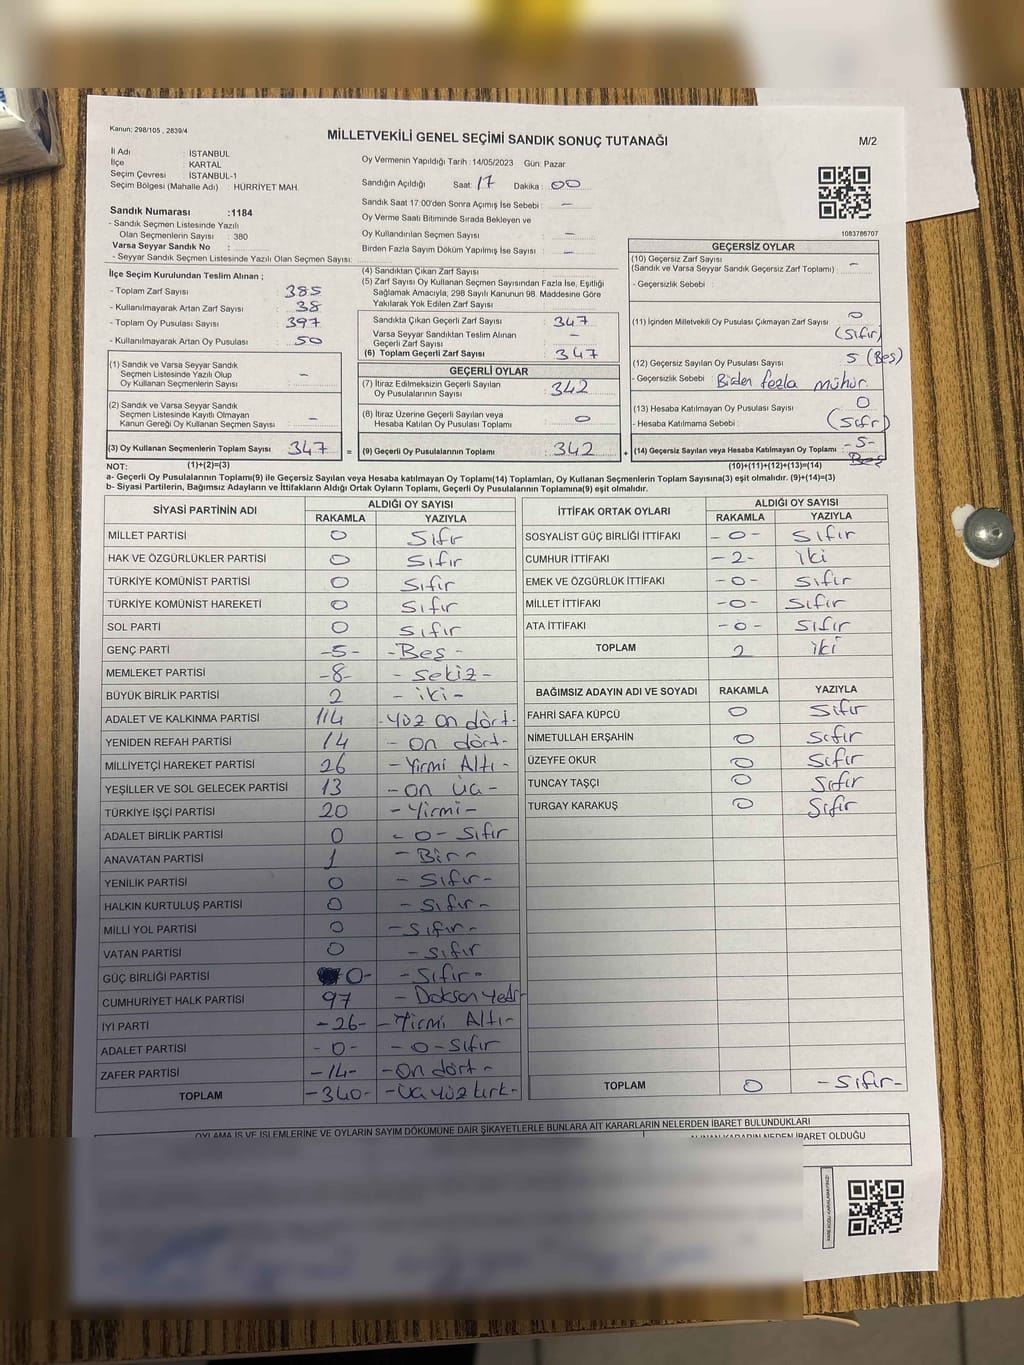 Kanun: 298/105 , 2839/4
MİLLETVEKİLİ GENEL SEÇİMİ SANDIK SONUÇ TUTANAĞI
M/2
İl Adı : İSTANBUL
İlçe : KARTAL
Seçim Çevresi : İSTANBUL-1
Seçim Bölgesi (Mahalle Adı) : HÜRRİYET MAH.
Oy Vermenin Yapıldığı Tarih : 14/05/2023 Gün: Pazar
Sandığın Açıldığı Saat: 17 Dakika: 00
Sandık Saat 17:00'den Sonra Açımış İse Sebebi : –
Oy Verme Saati Bitiminde Sırada Bekleyen ve
Oy Kullandırılan Seçmen Sayısı : –
Birden Fazla Sayım Döküm Yapılmış İse Sayısı : –
1083786707
Sandık Numarası :1184
- Sandık Seçmen Listesinde Yazılı
Olan Seçmenlerin Sayısı : 380
Varsa Seyyar Sandık No :
- Seyyar Sandık Seçmen Listesinde Yazılı Olan Seçmen Sayısı:
İlçe Seçim Kurulundan Teslim Alınan ;
- Toplam Zarf Sayısı : 385
- Kullanılmayarak Artan Zarf Sayısı : 38
- Toplam Oy Pusulası Sayısı : 397
- Kullanılmayarak Artan Oy Pusulası : 50
(1) Sandık ve Varsa Seyyar Sandık
Seçmen Listesinde Yazılı Olup
Oy Kullanan Seçmenlerin Sayısı : –
(2) Sandık ve Varsa Seyyar Sandık
Seçmen Listesinde Kayıtlı Olmayan
Kanun Gereği Oy Kullanan Seçmen Sayısı : –
(3) Oy Kullanan Seçmenlerin Toplam Sayısı : 347
(4) Sandıktan Çıkan Zarf Sayısı :
(5) Zarf Sayısı Oy Kullanan Seçmen Sayısından Fazla İse, Eşitliği
Sağlamak Amacıyla, 298 Sayılı Kanunun 98. Maddesine Göre
Yakılarak Yok Edilen Zarf Sayısı :
Sandıkta Çıkan Geçerli Zarf Sayısı : 347
Varsa Seyyar Sandıktan Teslim Alınan
Geçerli Zarf Sayısı : –
(6) Toplam Geçerli Zarf Sayısı : 347
GEÇERLİ OYLAR
(7) İtiraz Edilmeksizin Geçerli Sayılan
Oy Pusulalarının Sayısı : 342
(8) İtiraz Üzerine Geçerli Sayılan veya
Hesaba Katılan Oy Pusulası Toplamı : 0
= (9) Geçerli Oy Pusulalarının Toplamı : 342 +
GEÇERSİZ OYLAR
(10) Geçersiz Zarf Sayısı
(Sandık ve Varsa Seyyar Sandık Geçersiz Zarf Toplamı) : –
- Geçersizlik Sebebi :
(11) İçinden Milletvekili Oy Pusulası Çıkmayan Zarf Sayısı : 0
(Sıfır)
(12) Geçersiz Sayılan Oy Pusulası Sayısı : 5 (Beş)
- Geçersizlik Sebebi : Birden fazla mühür.
(13) Hesaba Katılmayan Oy Pusulası Sayısı : 0
- Hesaba Katılmama Sebebi : (Sıfır)
(14) Geçersiz Sayılan veya Hesaba Katılmayan Oy Toplamı : -5-
Beş
NOT: (1)+(2)=(3)
(10)+(11)+(12)+(13)=(14)
a- Geçerli Oy Pusulalarının Toplamı(9) ile Geçersiz Sayılan veya Hesaba katılmayan Oy Toplamı(14) Toplamları, Oy Kullanan Seçmenlerin Toplam Sayısına(3) eşit olmalıdır. (9)+(14)=(3)
b- Siyasi Partilerin, Bağımsız Adayların ve İttifakların Aldığı Oy Sayısı Toplamı, Geçerli Oy Pusulalarının Toplamına(9) eşit olmalıdır.
SİYASİ PARTİNİN ADI ALDIĞI OY SAYISI
RAKAMLA YAZIYLA
MİLLET PARTİSİ 0 Sıfır
HAK VE ÖZGÜRLÜKLER PARTİSİ 0 Sıfır
TÜRKİYE KOMÜNİST PARTİSİ 0 Sıfır
TÜRKİYE KOMÜNİST HAREKETİ 0 Sıfır
SOL PARTİ 0 Sıfır
GENÇ PARTİ -5- -Beş-
MEMLEKET PARTİSİ -8- -sekiz-
BÜYÜK BİRLİK PARTİSİ 2 -iki-
ADALET VE KALKINMA PARTİSİ 114 -Yüz on dört-
YENİDEN REFAH PARTİSİ 14 -On dört-
MİLLİYETÇİ HAREKET PARTİSİ 26 -Yirmi Altı-
YEŞİLLER VE SOL GELECEK PARTİSİ 13 -on üç-
TÜRKİYE İŞÇİ PARTİSİ 20 -Yirmi-
ADALET BİRLİK PARTİSİ 0 -0-Sıfır
ANAVATAN PARTİSİ 1 -Bir-
YENİLİK PARTİSİ 0 -Sıfır-
HALKIN KURTULUŞ PARTİSİ 0 -Sıfır-
MİLLİ YOL PARTİSİ 0 -Sıfır-
VATAN PARTİSİ 0 -Sıfır
GÜÇ BİRLİĞİ PARTİSİ 0- -Sıfır-
CUMHURİYET HALK PARTİSİ 97 -Doksan Yedi-
İYİ PARTİ -26- -Yirmi Altı-
ADALET PARTİSİ -0- -0-Sıfır
ZAFER PARTİSİ -14- -On dört-
TOPLAM -340- -Üç yüz kırk-
İTTİFAK ORTAK OYLARI ALDIĞI OY SAYISI
RAKAMLA YAZIYLA
SOSYALİST GÜÇ BİRLİĞİ İTTİFAKI -0- Sıfır
CUMHUR İTTİFAKI -2- iki
EMEK VE ÖZGÜRLÜK İTTİFAKI -0- Sıfır
MİLLET İTTİFAKI -0- Sıfır
ATA İTTİFAKI -0- Sıfır
TOPLAM 2 iki
BAĞIMSIZ ADAYIN ADI VE SOYADI RAKAMLA YAZIYLA
FAHRİ SAFA KÜPCÜ 0 Sıfır
NİMETULLAH ERŞAHİN 0 Sıfır
ÜZEYFE OKUR 0 Sıfır
TUNCAY TAŞÇI 0 Sıfır
TURGAY KARAKUŞ 0 Sıfır
TOPLAM 0 -Sıfır-
OYLAMA İŞ VE İŞLEMLERİNE VE OYLARIN SAYIM DÖKÜMÜNE DAİR ŞİKAYETLERLE BUNLARA AİT KARARLARIN NELERDEN İBARET BULUNDUKLARI
ALINAN KARARIN NEDEN İBARET OLDUĞU